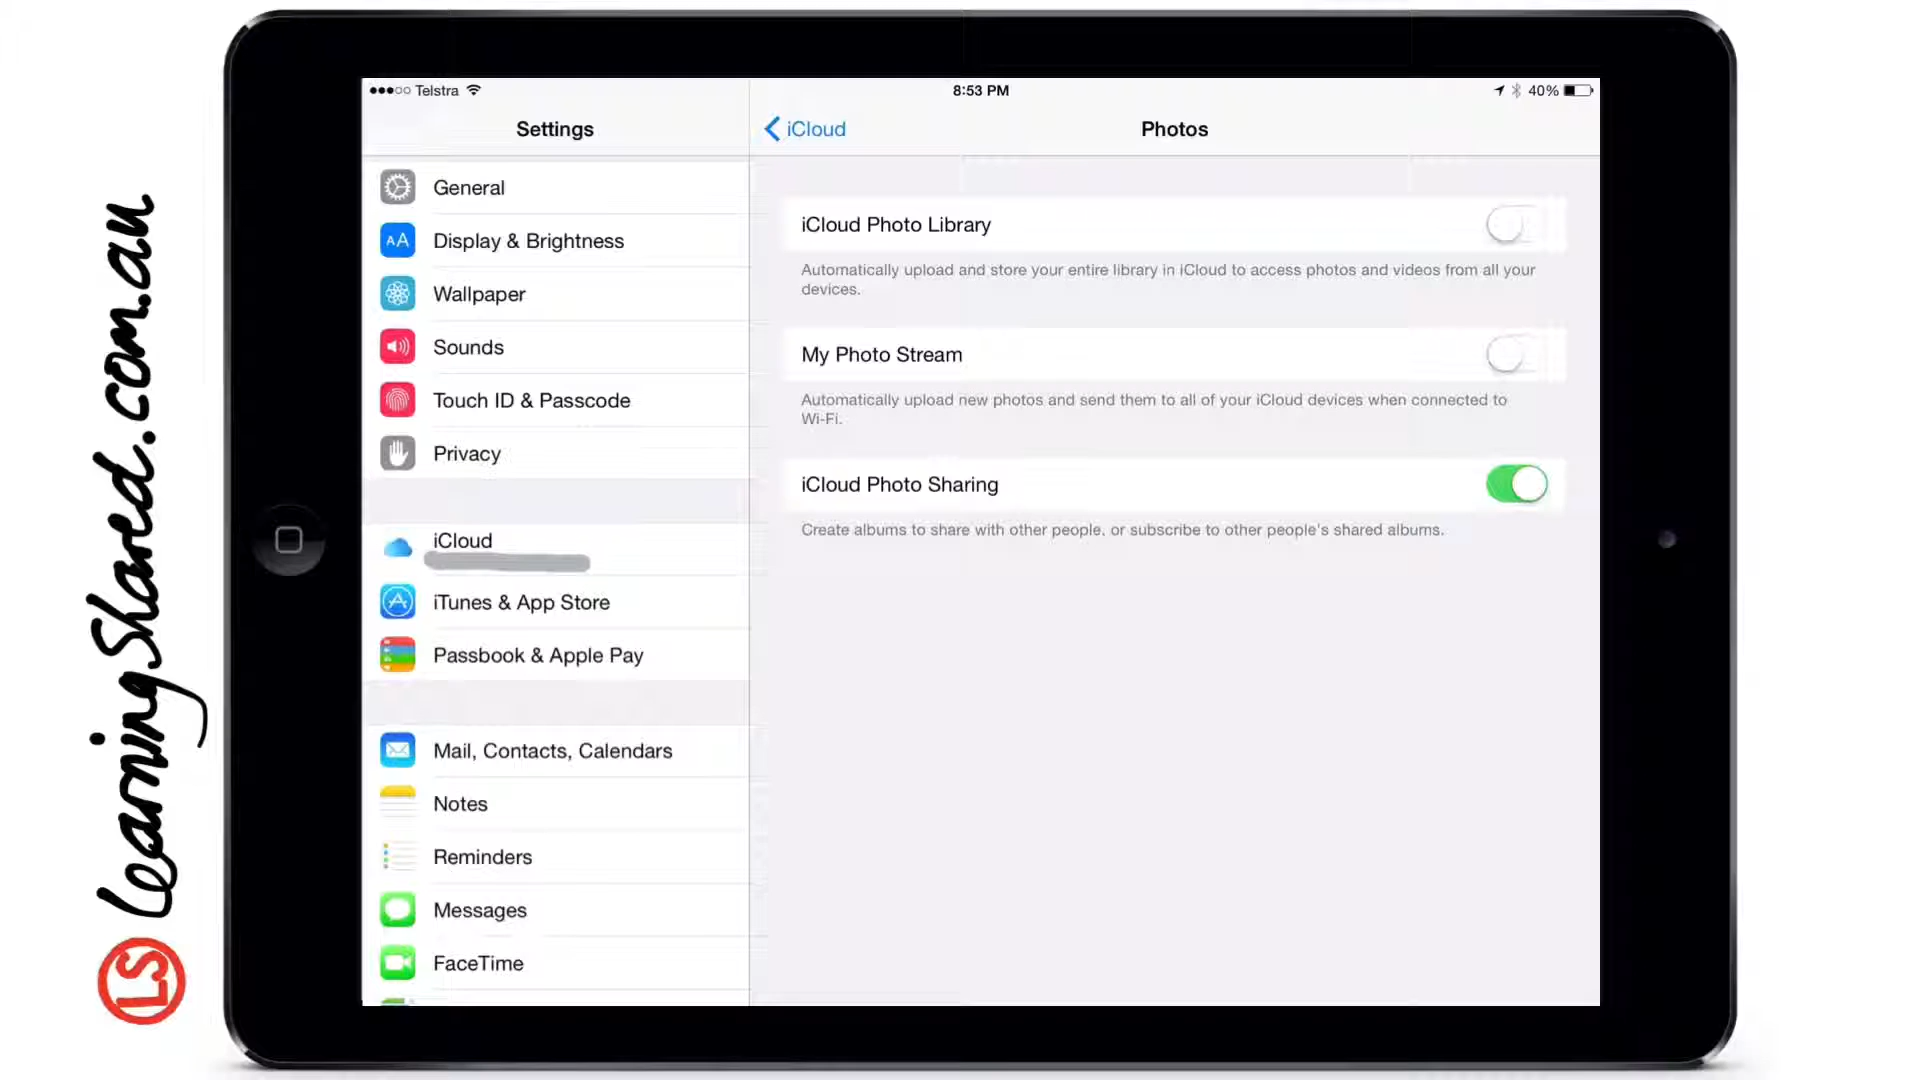 LearningShared.com.au
LS
Telstra
8:53 PM
40%
Settings
iCloud
Photos
General
AA
Display & Brightness
Wallpaper
Sounds
Touch ID & Passcode
Privacy
iCloud
iTunes & App Store
Passbook & Apple Pay
Mail, Contacts, Calendars
Notes
Reminders
Messages
FaceTime
iCloud Photo Library
Automatically upload and store your entire library in iCloud to access photos and videos from all your
devices.
My Photo Stream
Automatically upload new photos and send them to all of your iCloud devices when connected to
Wi-Fi.
iCloud Photo Sharing
Create albums to share with other people, or subscribe to other people's shared albums.